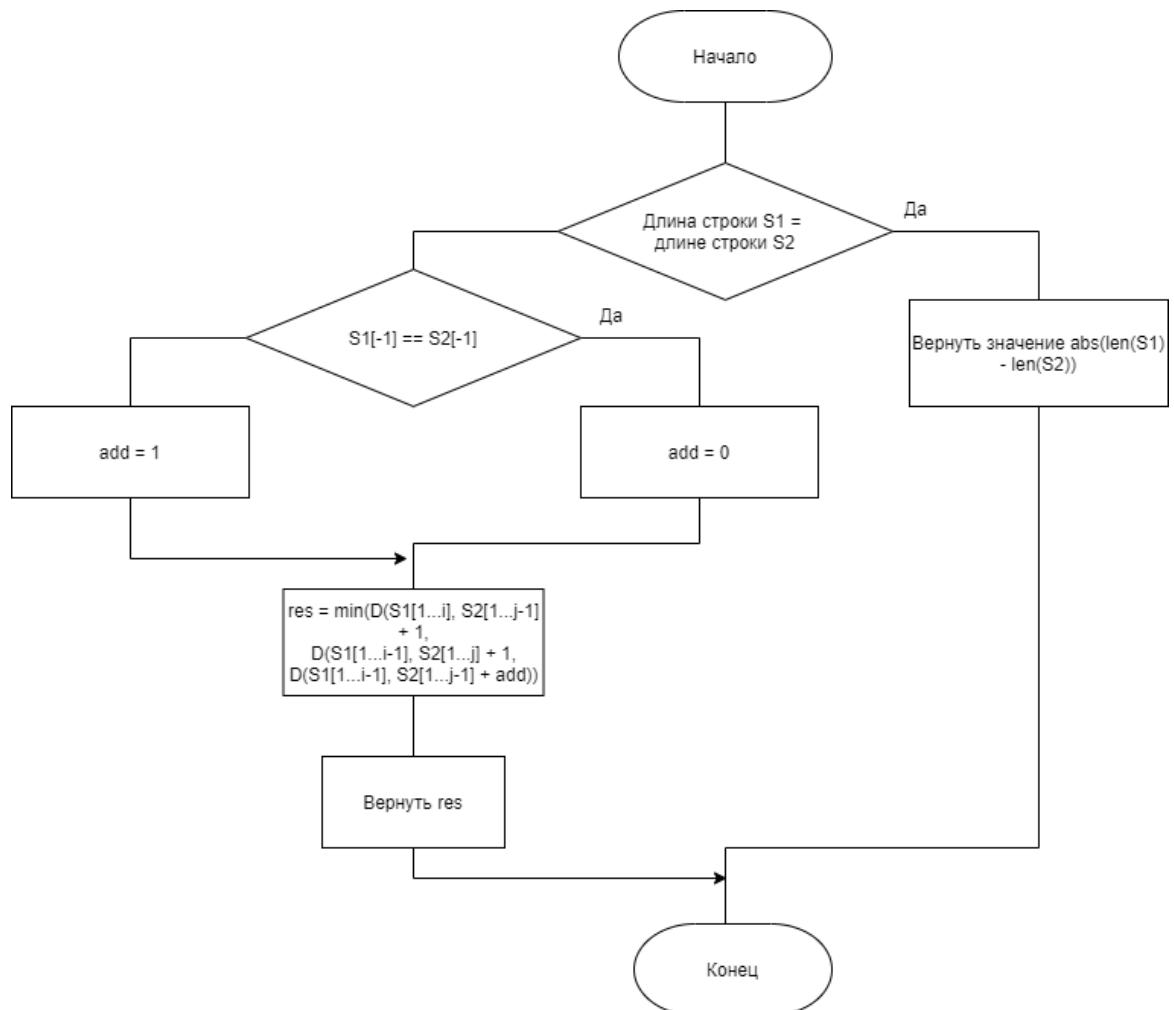 Начало
Длина строки S1 =
длине строки S2
Да
S1[-1] == S2[-1]
Да
Вернуть значение abs(len(S1)
- len(S2))
add = 1
add = 0
res = min(D(S1[1...i], S2[1...j-1]
+ 1,
D(S1[1...i-1], S2[1...j] + 1,
D(S1[1...i-1], S2[1...j-1] + add))
Вернуть res
Конец